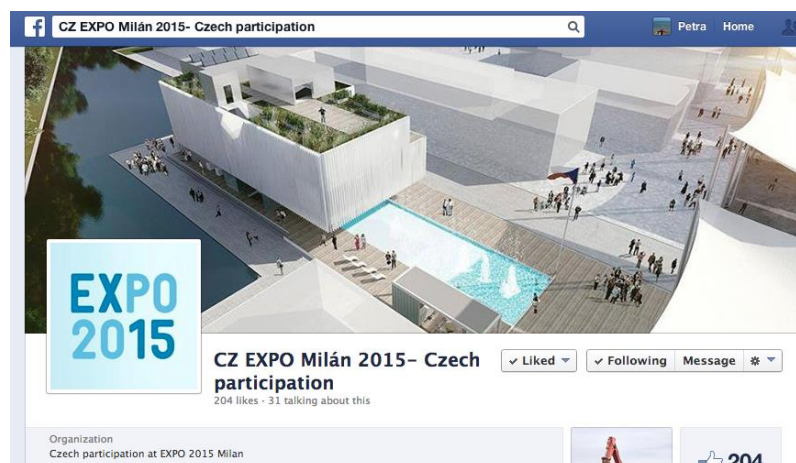 CZ EXPO Milán 2015- Czech participation
Petra Home
EXPO
2015
CZ EXPO Milán 2015– Czech
participation
204 likes · 31 talking about this
✓ Liked
✓ Following
Message
Organization
Czech participation at EXPO 2015 Milan
204